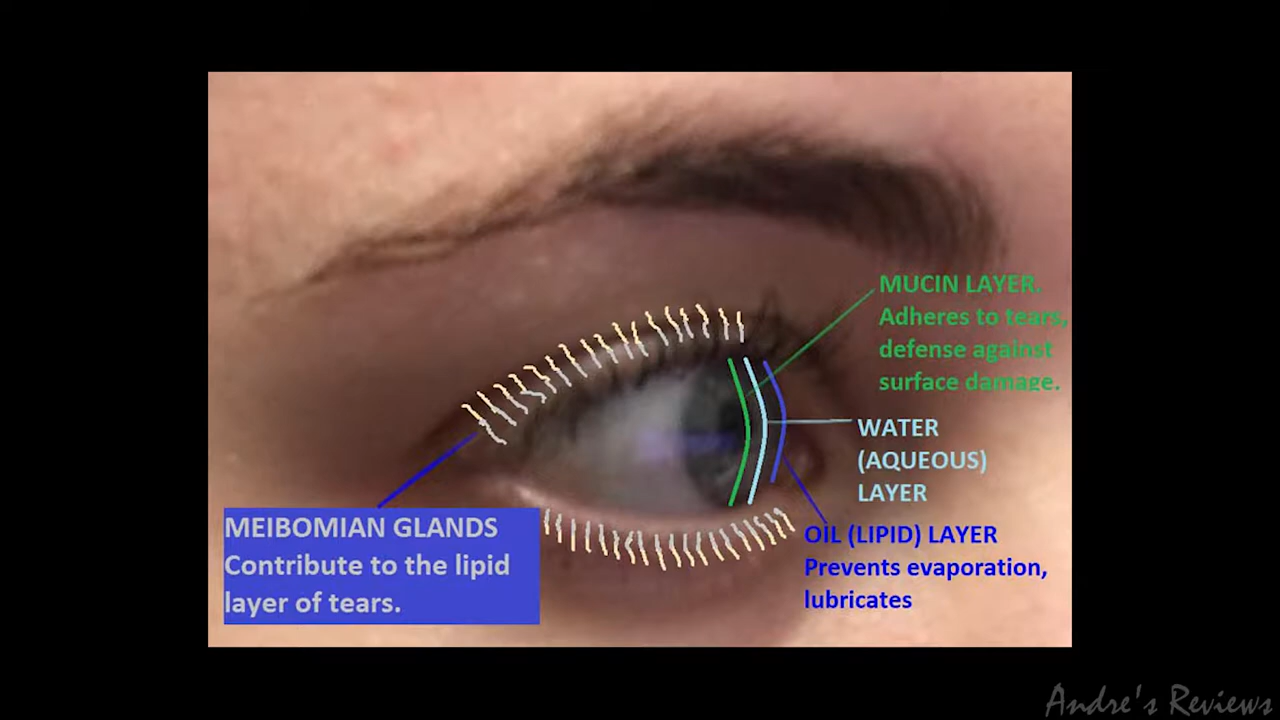 MUCIN LAYER.
Adheres to tears,
defense against
surface damage.
WATER
(AQUEOUS)
LAYER
MEIBOMIAN GLANDS
Contribute to the lipid
layer of tears.
OIL (LIPID) LAYER
Prevents evaporation,
lubricates
Andre's Reviews